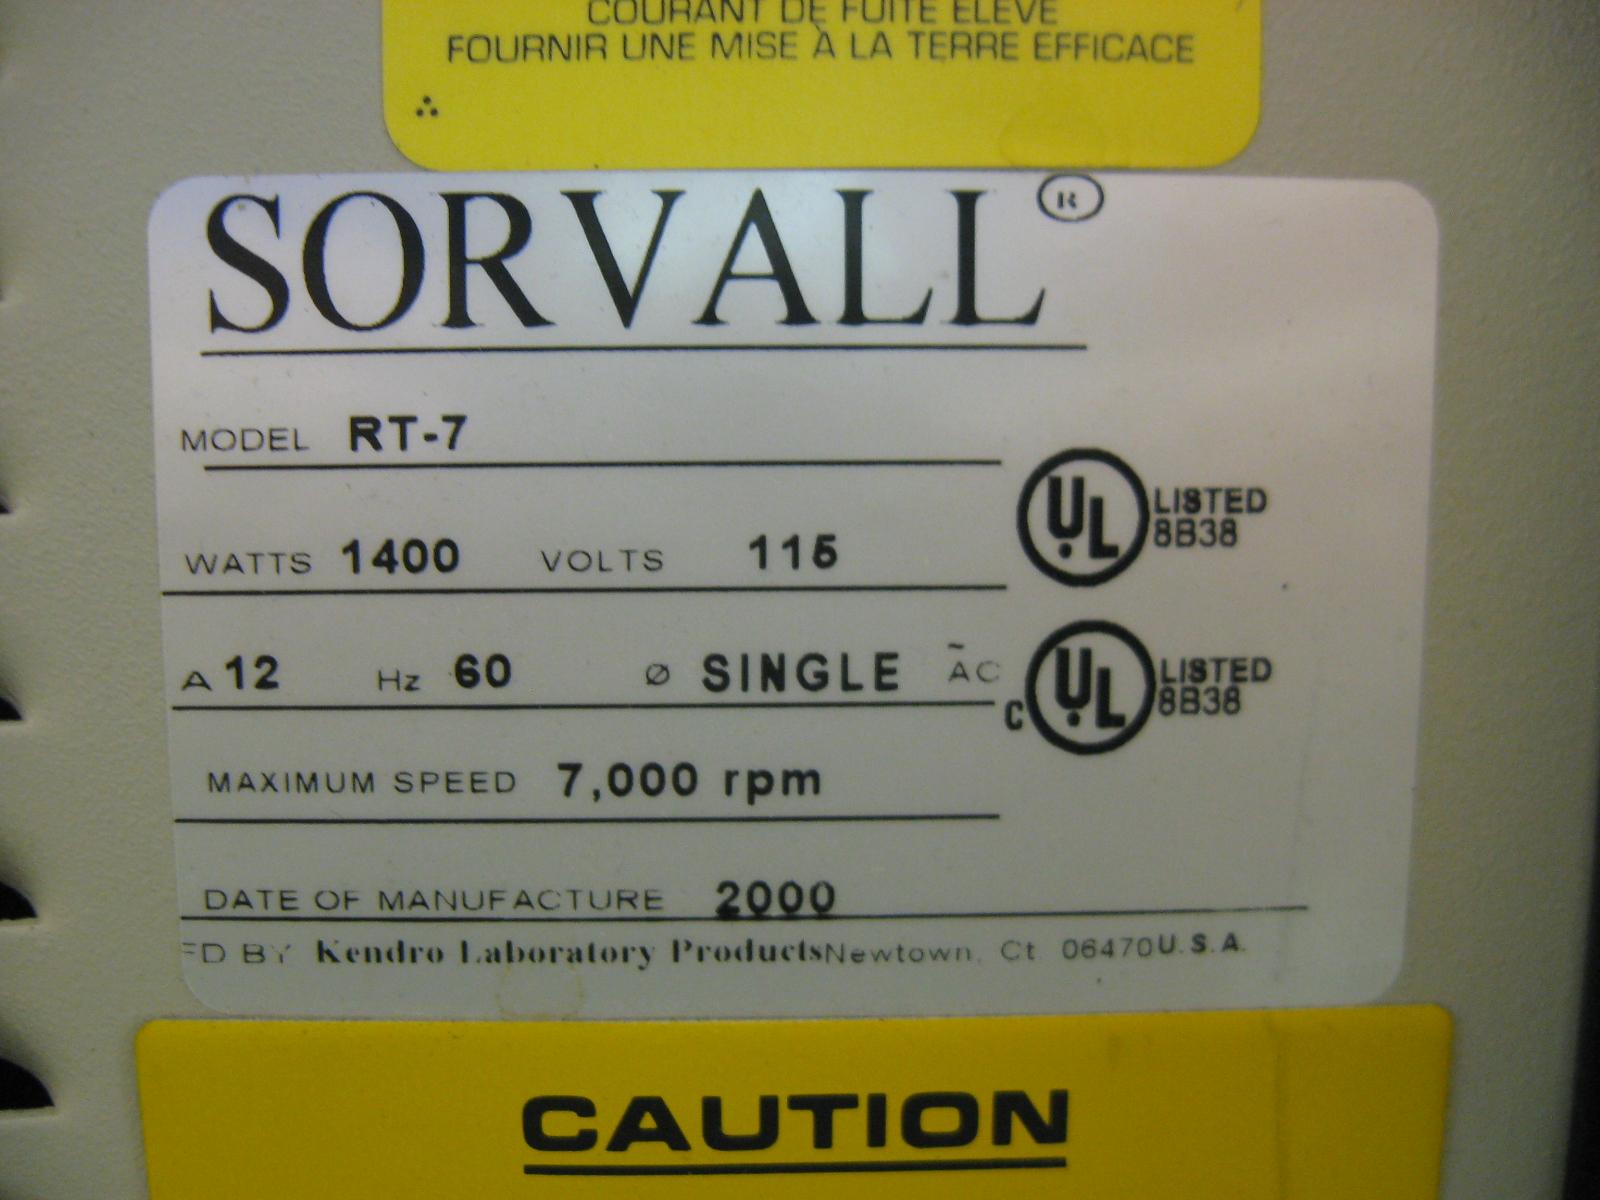 COURANT DE FUITE ELEVE
FOURNIR UNE MISE À LA TERRE EFFICACE
SORVALL ®
MODEL RT-7
WATTS 1400 VOLTS 115
UL LISTED
8B38
A 12 Hz 60 Ø SINGLE ~AC
C UL LISTED
8B38
MAXIMUM SPEED 7,000 rpm
DATE OF MANUFACTURE 2000
FD BY Kendro Laboratory Products Newtown, Ct 06470 U.S.A.
CAUTION